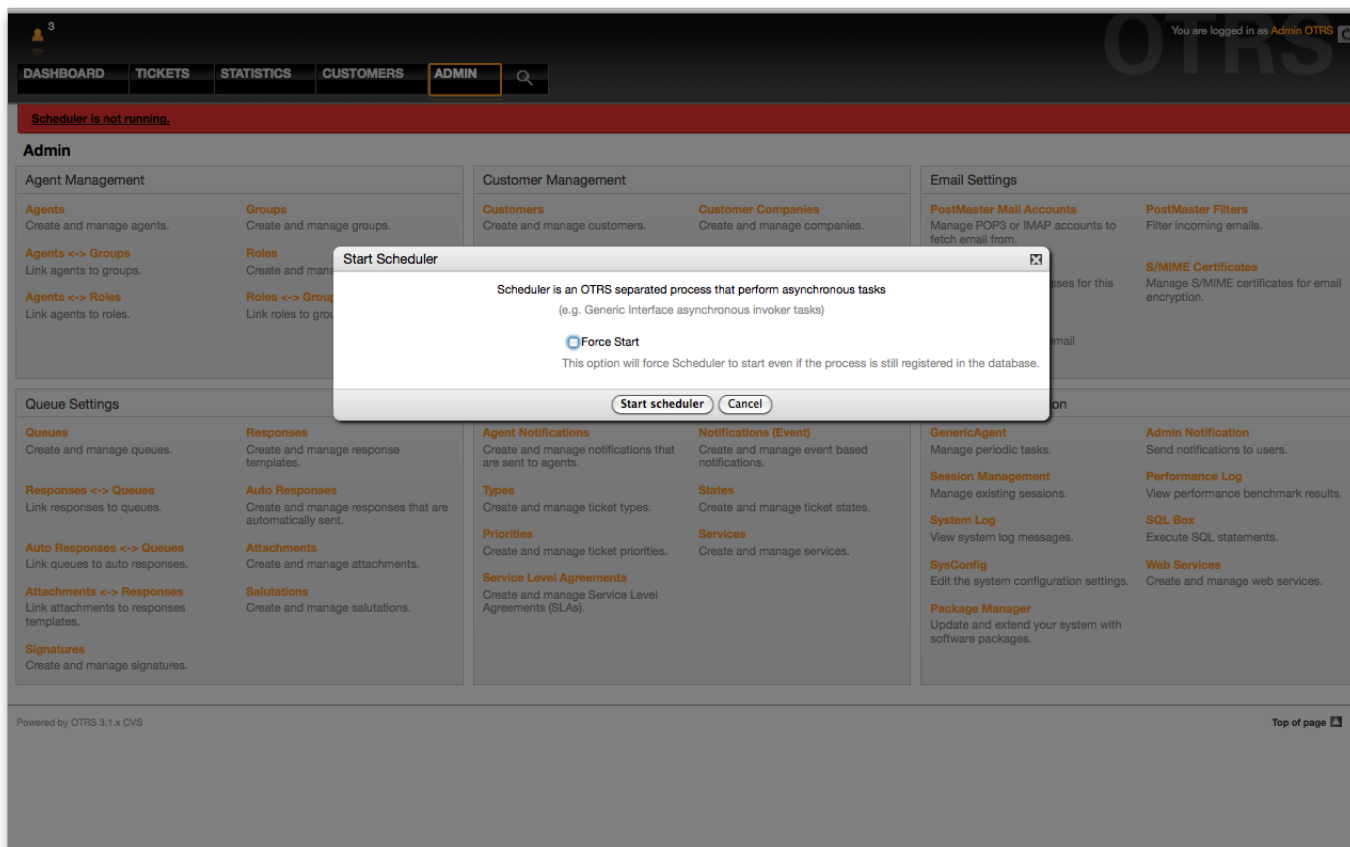 3
OTRS
You are logged in as Admin OTRS
DASHBOARD TICKETS STATISTICS CUSTOMERS ADMIN
Scheduler is not running.
Admin
Agent Management
Agents
Create and manage agents.
Groups
Create and manage groups.
Agents <-> Groups
Link agents to groups.
Roles
Create and mana
Agents <-> Roles
Link agents to roles.
Roles <-> Group
Link roles to grou
Customer Management
Customers
Create and manage customers.
Customer Companies
Create and manage companies.
Email Settings
PostMaster Mail Accounts
Manage POP3 or IMAP accounts to
fetch email from.
PostMaster Filters
Filter incoming emails.
sses for this
S/MIME Certificates
Manage S/MIME certificates for email
encryption.
mail
Start Scheduler
Scheduler is an OTRS separated process that perform asynchronous tasks
(e.g. Generic Interface asynchronous invoker tasks)
Force Start
This option will force Scheduler to start even if the process is still registered in the database.
Start scheduler Cancel
Queue Settings
Queues
Create and manage queues.
Responses
Create and manage response
templates.
Responses <-> Queues
Link responses to queues.
Auto Responses
Create and manage responses that are
automatically sent.
Auto Responses <-> Queues
Link queues to auto responses.
Attachments
Create and manage attachments.
Attachments <-> Responses
Link attachments to responses
templates.
Salutations
Create and manage salutations.
Signatures
Create and manage signatures.
Agent Notifications
Create and manage notifications that
are sent to agents.
Notifications (Event)
Create and manage event based
notifications.
Types
Create and manage ticket types.
States
Create and manage ticket states.
Priorities
Create and manage ticket priorities.
Services
Create and manage services.
Service Level Agreements
Create and manage Service Level
Agreements (SLAs).
on
GenericAgent
Manage periodic tasks.
Admin Notification
Send notifications to users.
Session Management
Manage existing sessions.
Performance Log
View performance benchmark results.
System Log
View system log messages.
SQL Box
Execute SQL statements.
SysConfig
Edit the system configuration settings.
Web Services
Create and manage web services.
Package Manager
Update and extend your system with
software packages.
Powered by OTRS 3.1.x CVS
Top of page